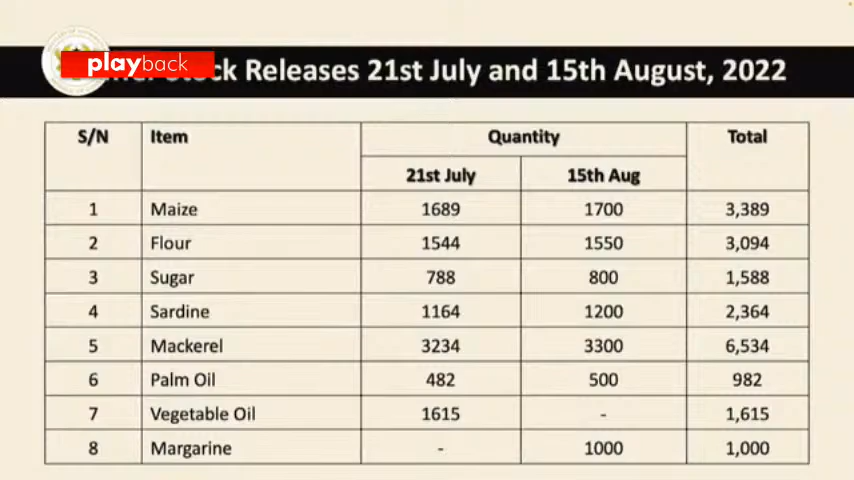 playback
Stock Releases 21st July and 15th August, 2022
S/N Item Quantity Total
21st July 15th Aug
1 Maize 1689 1700 3,389
2 Flour 1544 1550 3,094
3 Sugar 788 800 1,588
4 Sardine 1164 1200 2,364
5 Mackerel 3234 3300 6,534
6 Palm Oil 482 500 982
7 Vegetable Oil 1615 - 1,615
8 Margarine - 1000 1,000